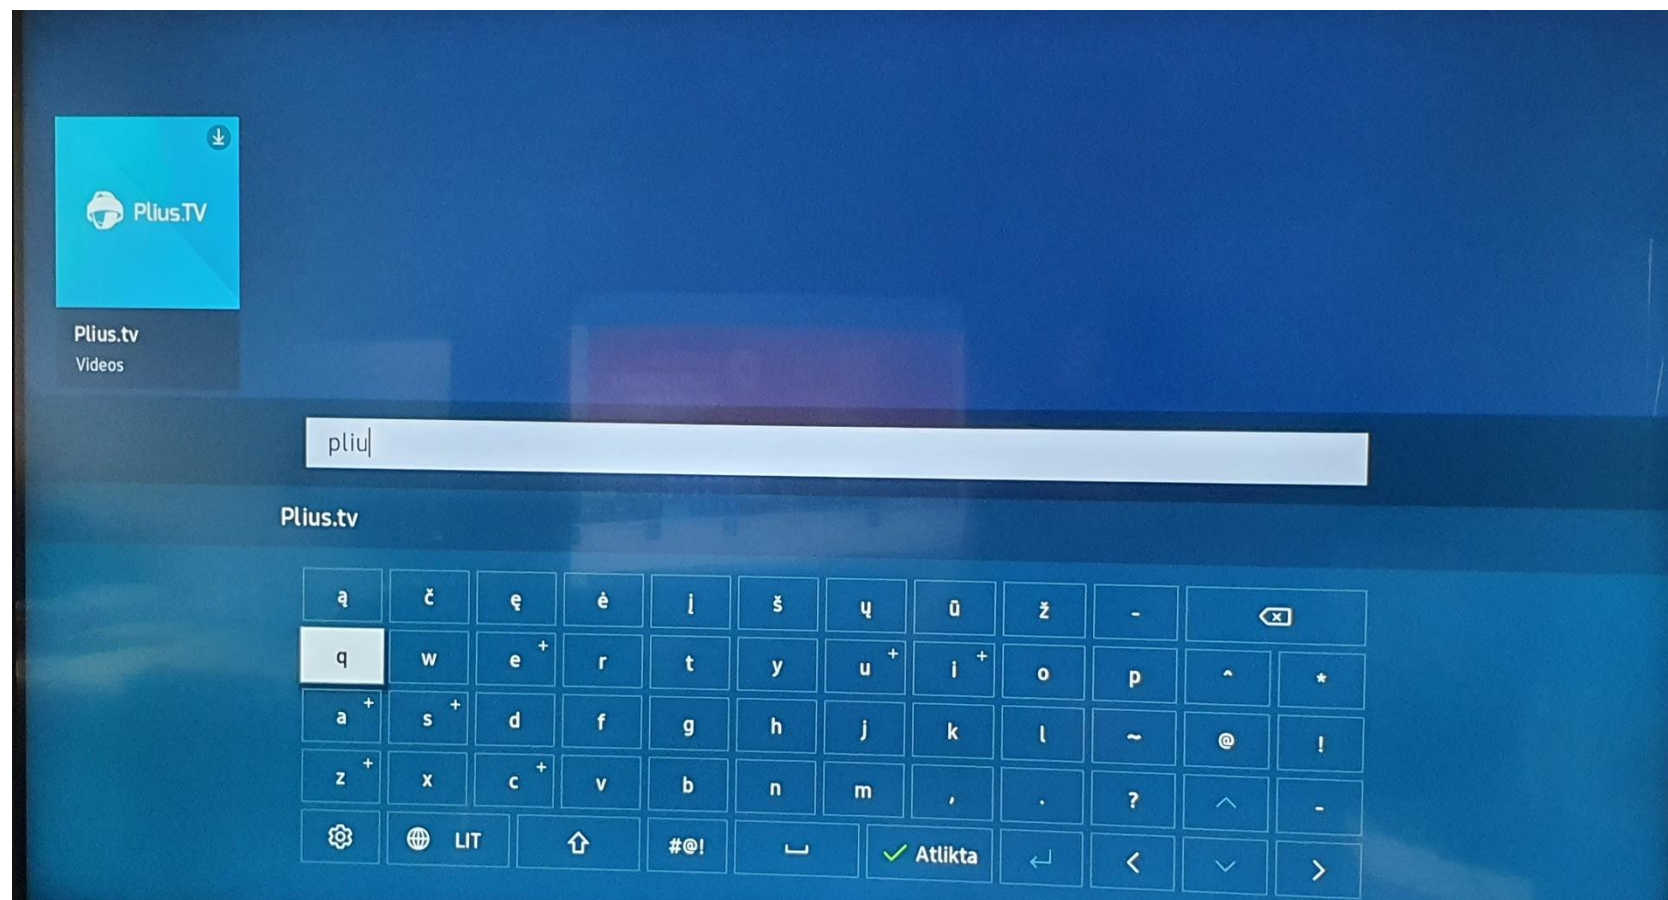 Plius.TV
Plius.tv
Videos
pliu
Plius.tv
ą č ę ė į š ų ū ž -
q w e + r t y u + i + o p ^ *
a + s + d f g h j k l ~ @ !
z + x c + v b n m , . ? -
LIT #@! Atlikta